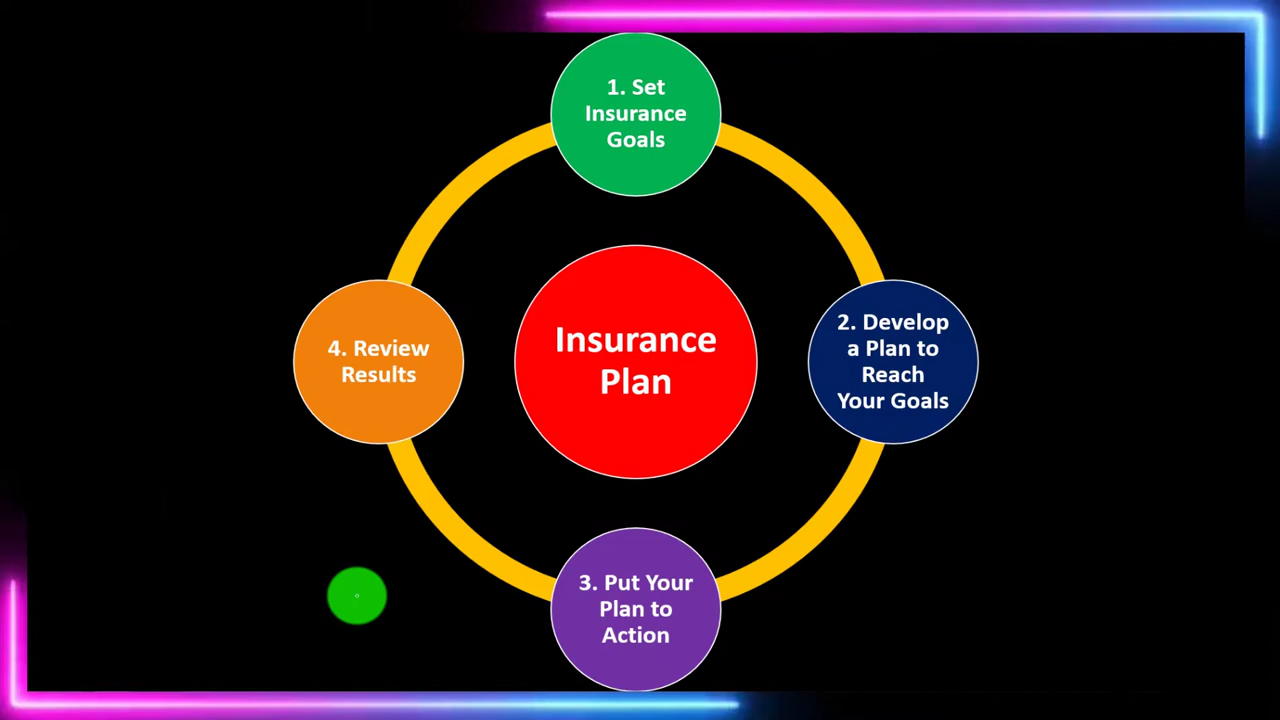 1. Set
Insurance
Goals
2. Develop
a Plan to
Reach
Your Goals
Insurance
Plan
4. Review
Results
3. Put Your
Plan to
Action